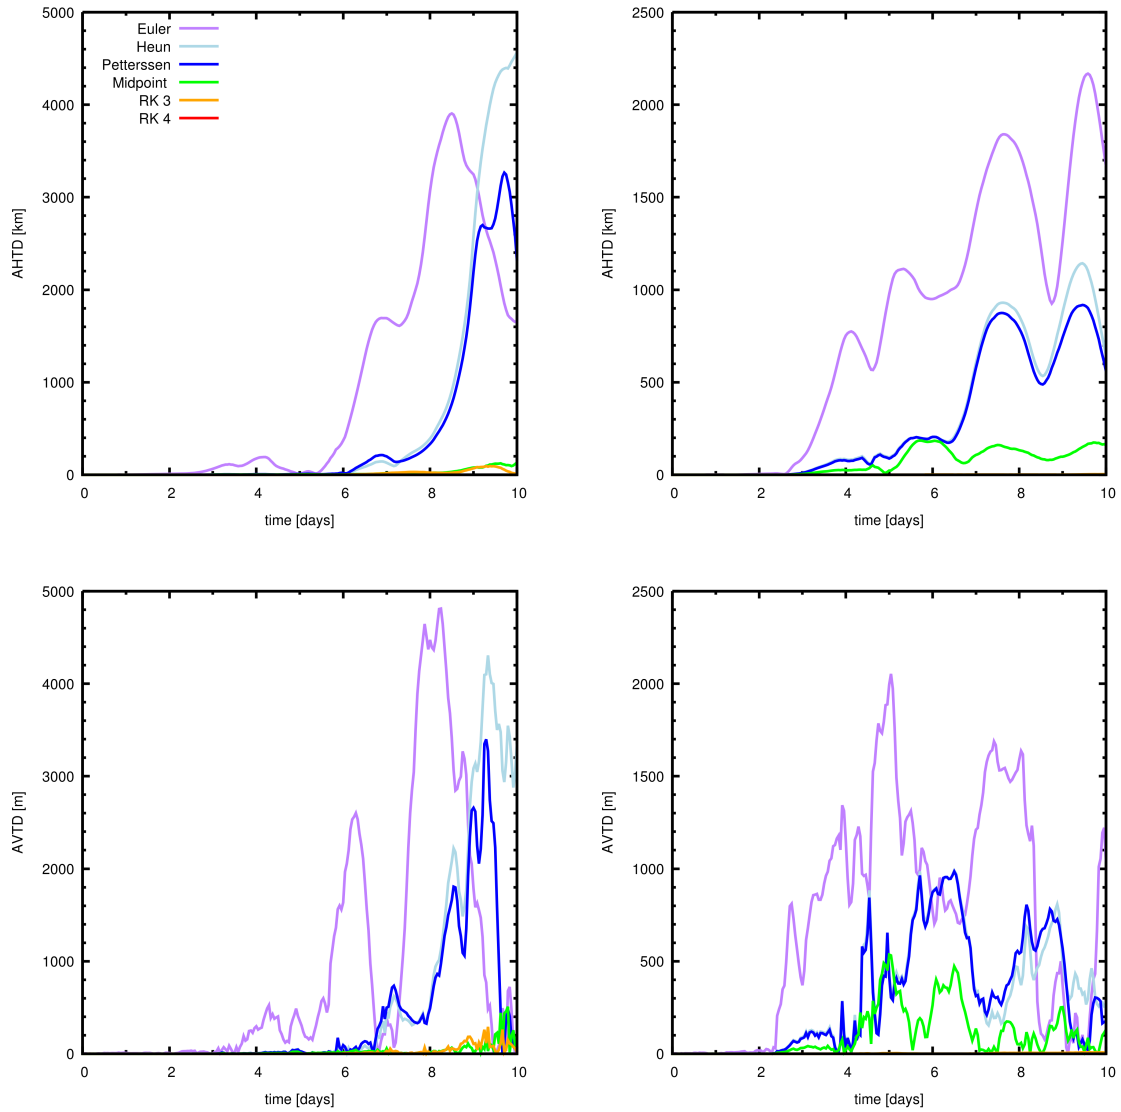 5000
4000
3000
2000
1000
0
AHTD [km]
Euler
Heun
Petterssen
Midpoint
RK 3
RK 4
0 2 4 6 8 10
time [days]
2500
2000
1500
1000
500
0
AHTD [km]
0 2 4 6 8 10
time [days]
5000
4000
3000
2000
1000
0
AVTD [m]
0 2 4 6 8 10
time [days]
2500
2000
1500
1000
500
0
AVTD [m]
0 2 4 6 8 10
time [days]